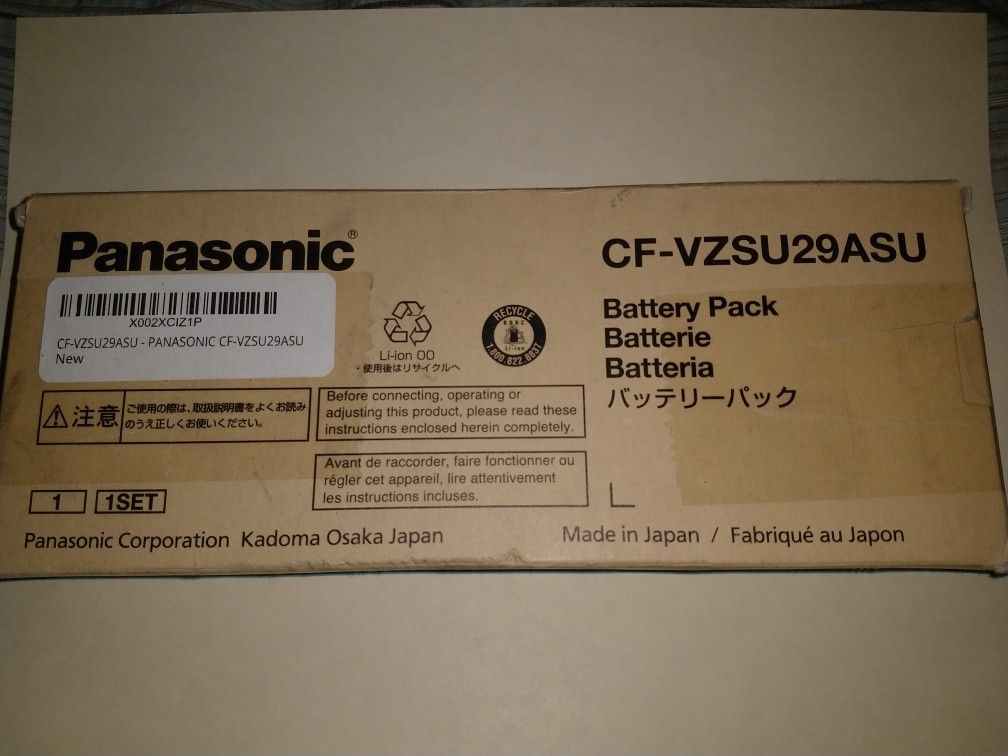 Panasonic®
CF-VZSU29ASU
X002XCIZ1P
CF-VZSU29ASU - PANASONIC CF-VZSU29ASU
New
Li-ion 00
・使用後はリサイクルへ
RECYCLE
RBRC
Li-ion
1.800.822.8837
Battery Pack
Batterie
Batteria
バッテリーパック
注意
ご使用の際は、取扱説明書をよくお読み
のうえ正しくお使いください。
Before connecting, operating or
adjusting this product, please read these
instructions enclosed herein completely.
Avant de raccorder, faire fonctionner ou
régler cet appareil, lire attentivement
les instructions incluses.
1
1SET
Panasonic Corporation Kadoma Osaka Japan
Made in Japan / Fabriqué au Japon